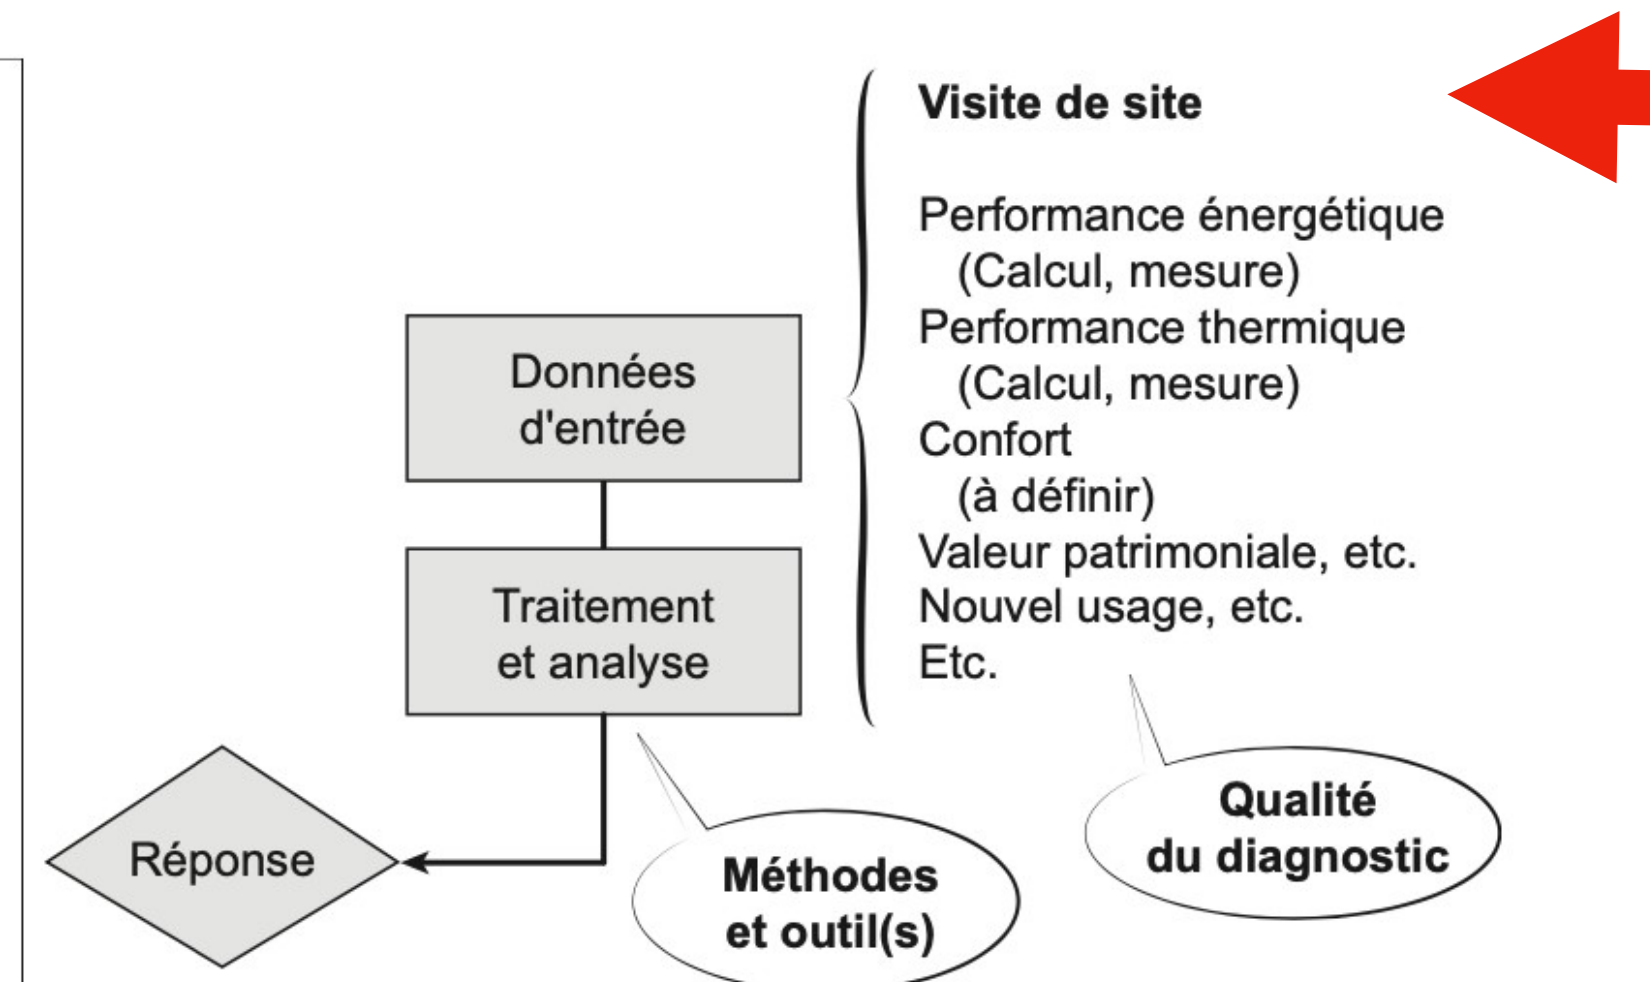 Visite de site
Performance énergétique
(Calcul, mesure)
Performance thermique
(Calcul, mesure)
Confort
(à définir)
Valeur patrimoniale, etc.
Nouvel usage, etc.
Etc.
Données
d'entrée
Traitement
et analyse
Réponse
Méthodes
et outil(s)
Qualité
du diagnostic